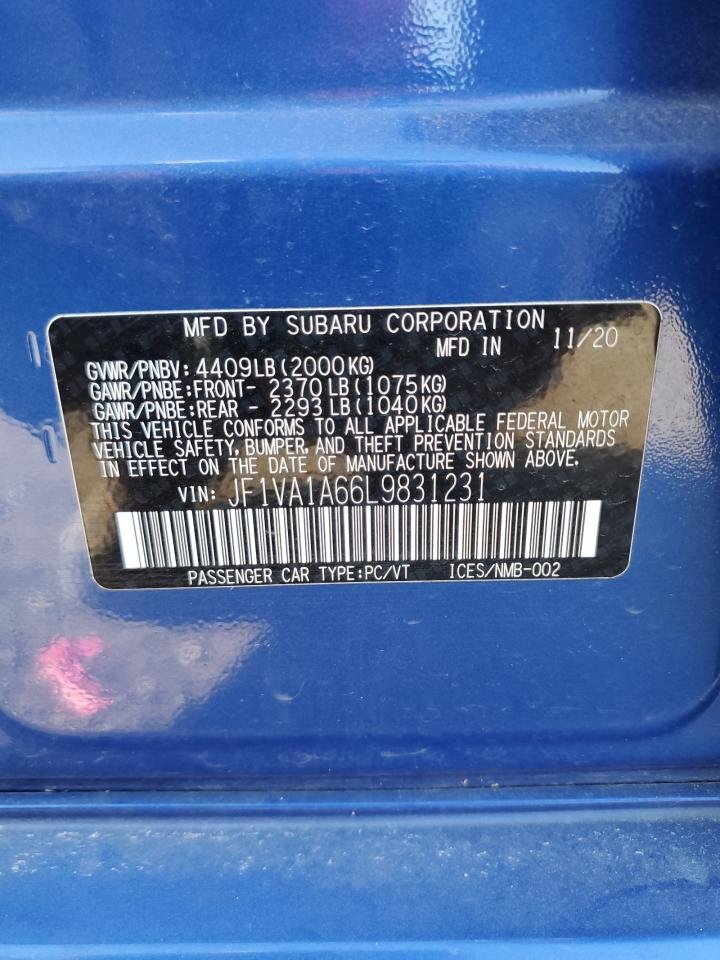 MFD BY SUBARU CORPORATION
MFD IN 11/20
GVWR/PNBV: 4409LB(2000KG)
GAWR/PNBE:FRONT- 2370LB(1075KG)
GAWR/PNBE:REAR - 2293LB(1040KG)
THIS VEHICLE CONFORMS TO ALL APPLICABLE FEDERAL MOTOR
VEHICLE SAFETY, BUMPER, AND THEFT PREVENTION STANDARDS
IN EFFECT ON THE DATE OF MANUFACTURE SHOWN ABOVE.
VIN: JF1VA1A66L9831231
PASSENGER CAR TYPE:PC/VT ICES/NMB-002